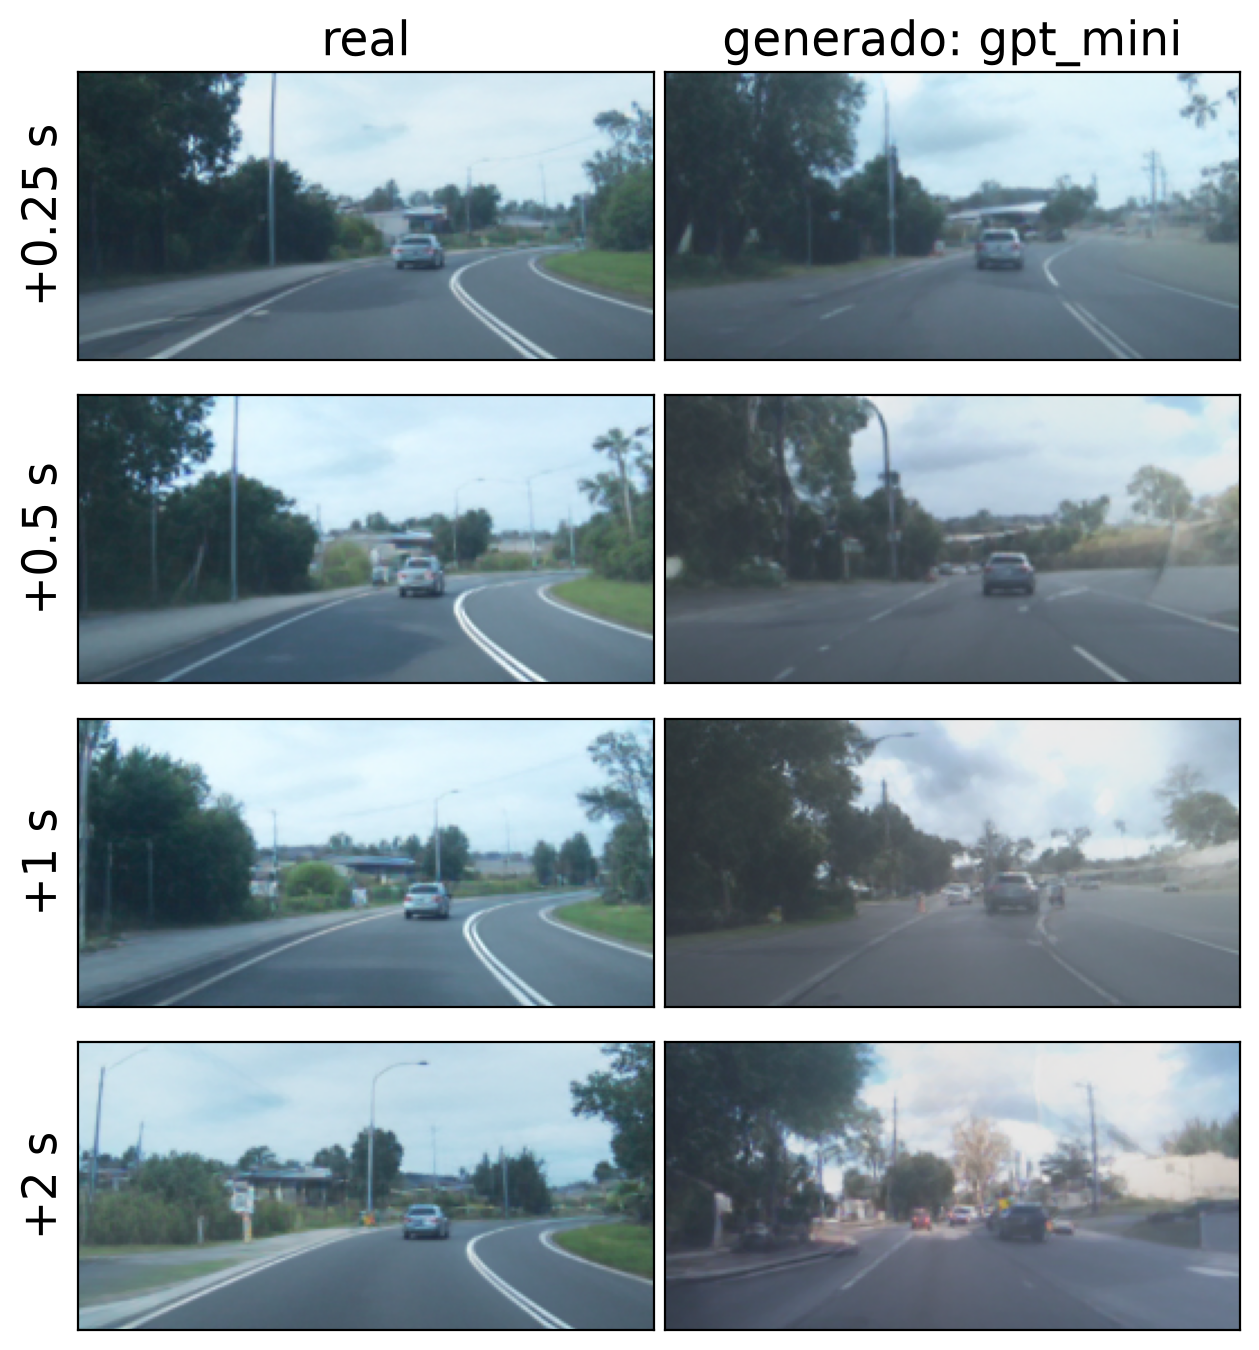 real
generado: gpt_mini
+0.25 s
+0.5 s
+1 s
+2 s